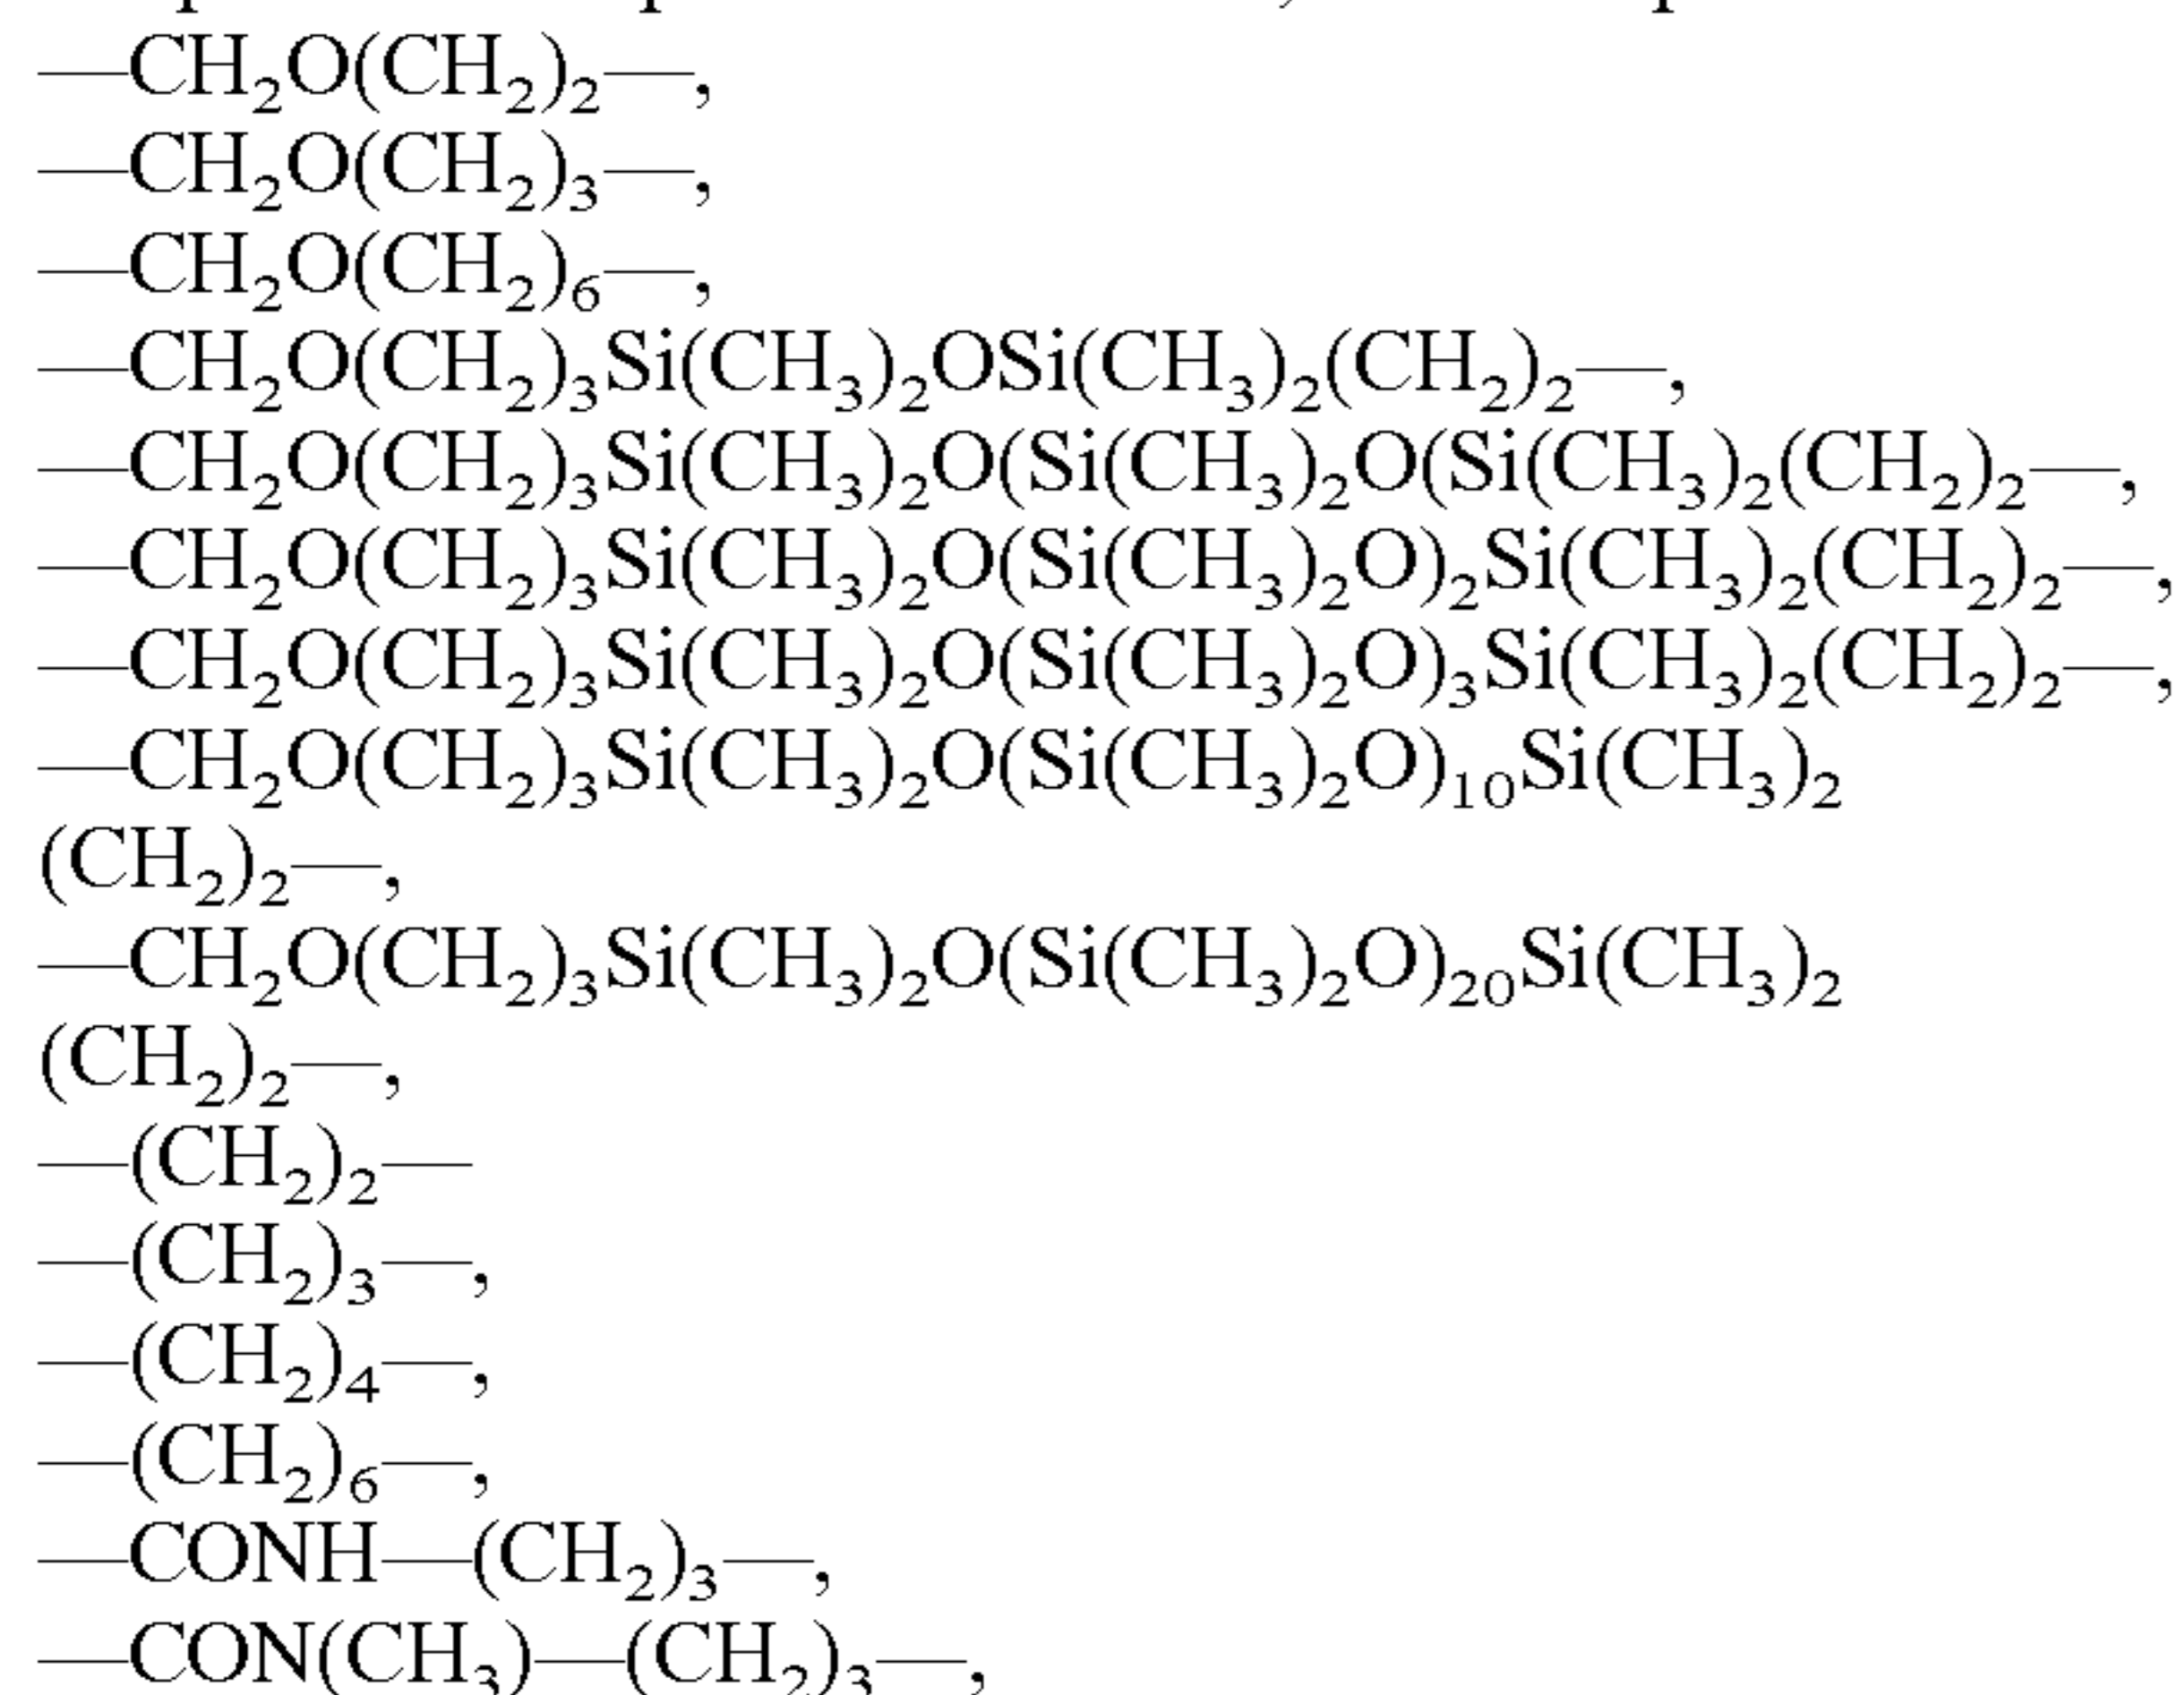 —CH₂O(CH₂)₂—,
—CH₂O(CH₂)₃—,
—CH₂O(CH₂)₆—,
—CH₂O(CH₂)₃Si(CH₃)₂OSi(CH₃)₂(CH₂)₂—,
—CH₂O(CH₂)₃Si(CH₃)₂O(Si(CH₃)₂O(Si(CH₃)₂(CH₂)₂—,
—CH₂O(CH₂)₃Si(CH₃)₂O(Si(CH₃)₂O)₂Si(CH₃)₂(CH₂)₂—,
—CH₂O(CH₂)₃Si(CH₃)₂O(Si(CH₃)₂O)₃Si(CH₃)₂(CH₂)₂—,
—CH₂O(CH₂)₃Si(CH₃)₂O(Si(CH₃)₂O)₁₀Si(CH₃)₂
(CH₂)₂—,
—CH₂O(CH₂)₃Si(CH₃)₂O(Si(CH₃)₂O)₂₀Si(CH₃)₂
(CH₂)₂—,
—(CH₂)₂—
—(CH₂)₃—,
—(CH₂)₄—,
—(CH₂)₆—,
—CONH—(CH₂)₃—,
—CON(CH₃)—(CH₂)₃—,